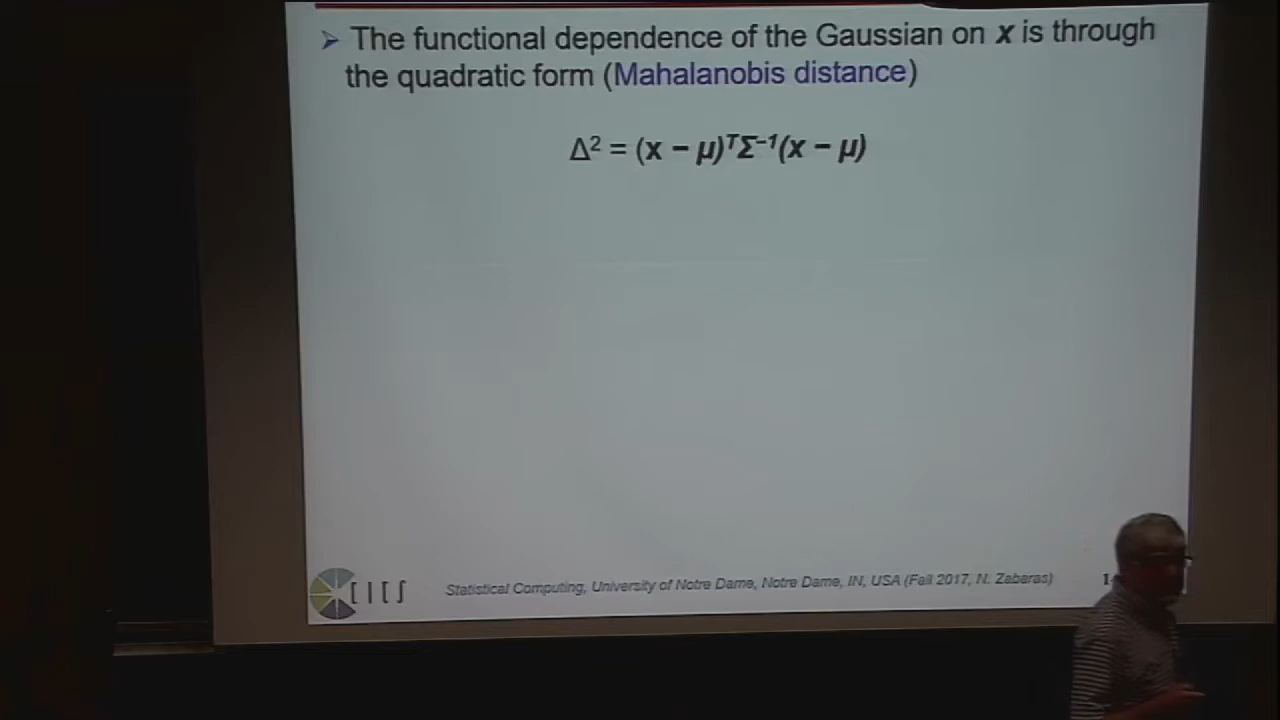 ➢ The functional dependence of the Gaussian on x is through
the quadratic form (Mahalanobis distance)
Δ² = (x − μ)ᵀΣ⁻¹(x − μ)
Statistical Computing, University of Notre Dame, Notre Dame, IN, USA (Fall 2017, N. Zabaras)